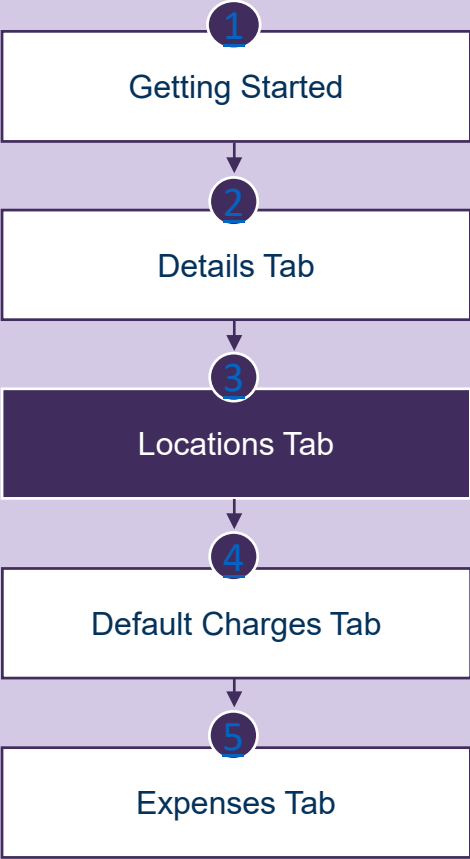 1
Getting Started
2
Details Tab
3
Locations Tab
4
Default Charges Tab
5
Expenses Tab